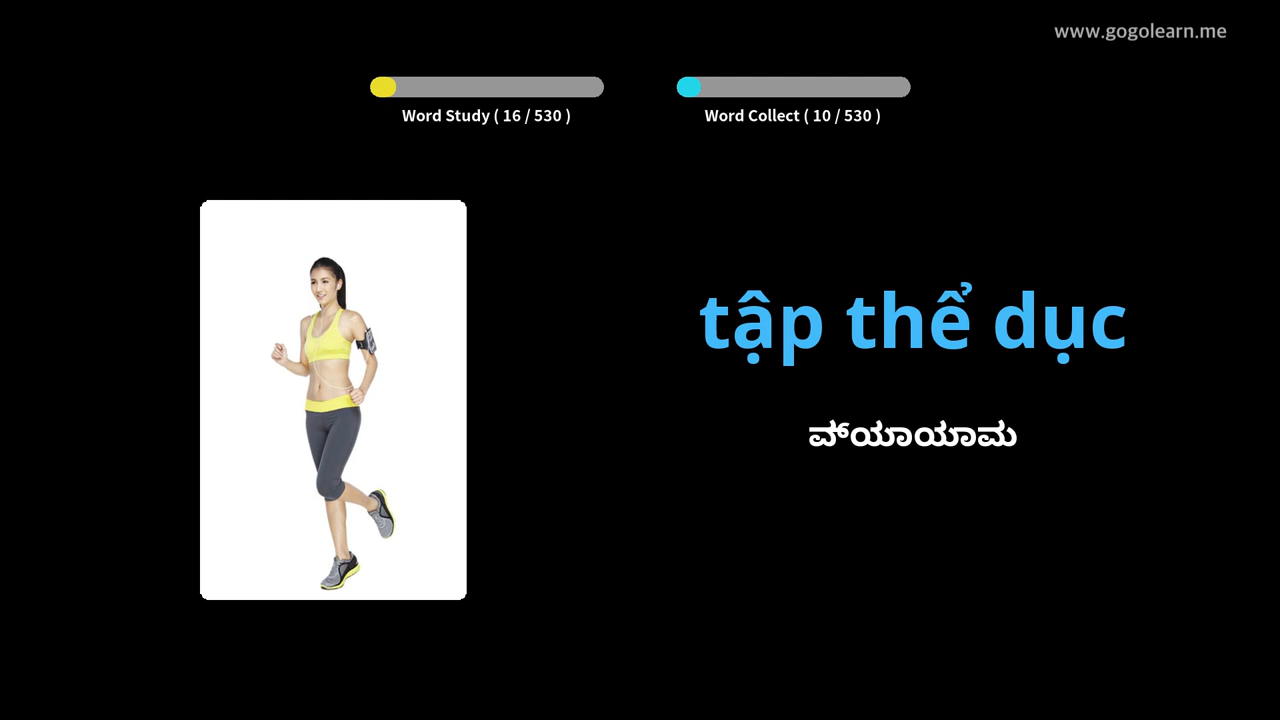 www.gogolearn.me
Word Study ( 16 / 530 )
Word Collect ( 10 / 530 )
tập thể dục
ವ್ಯಾಯಾಮ